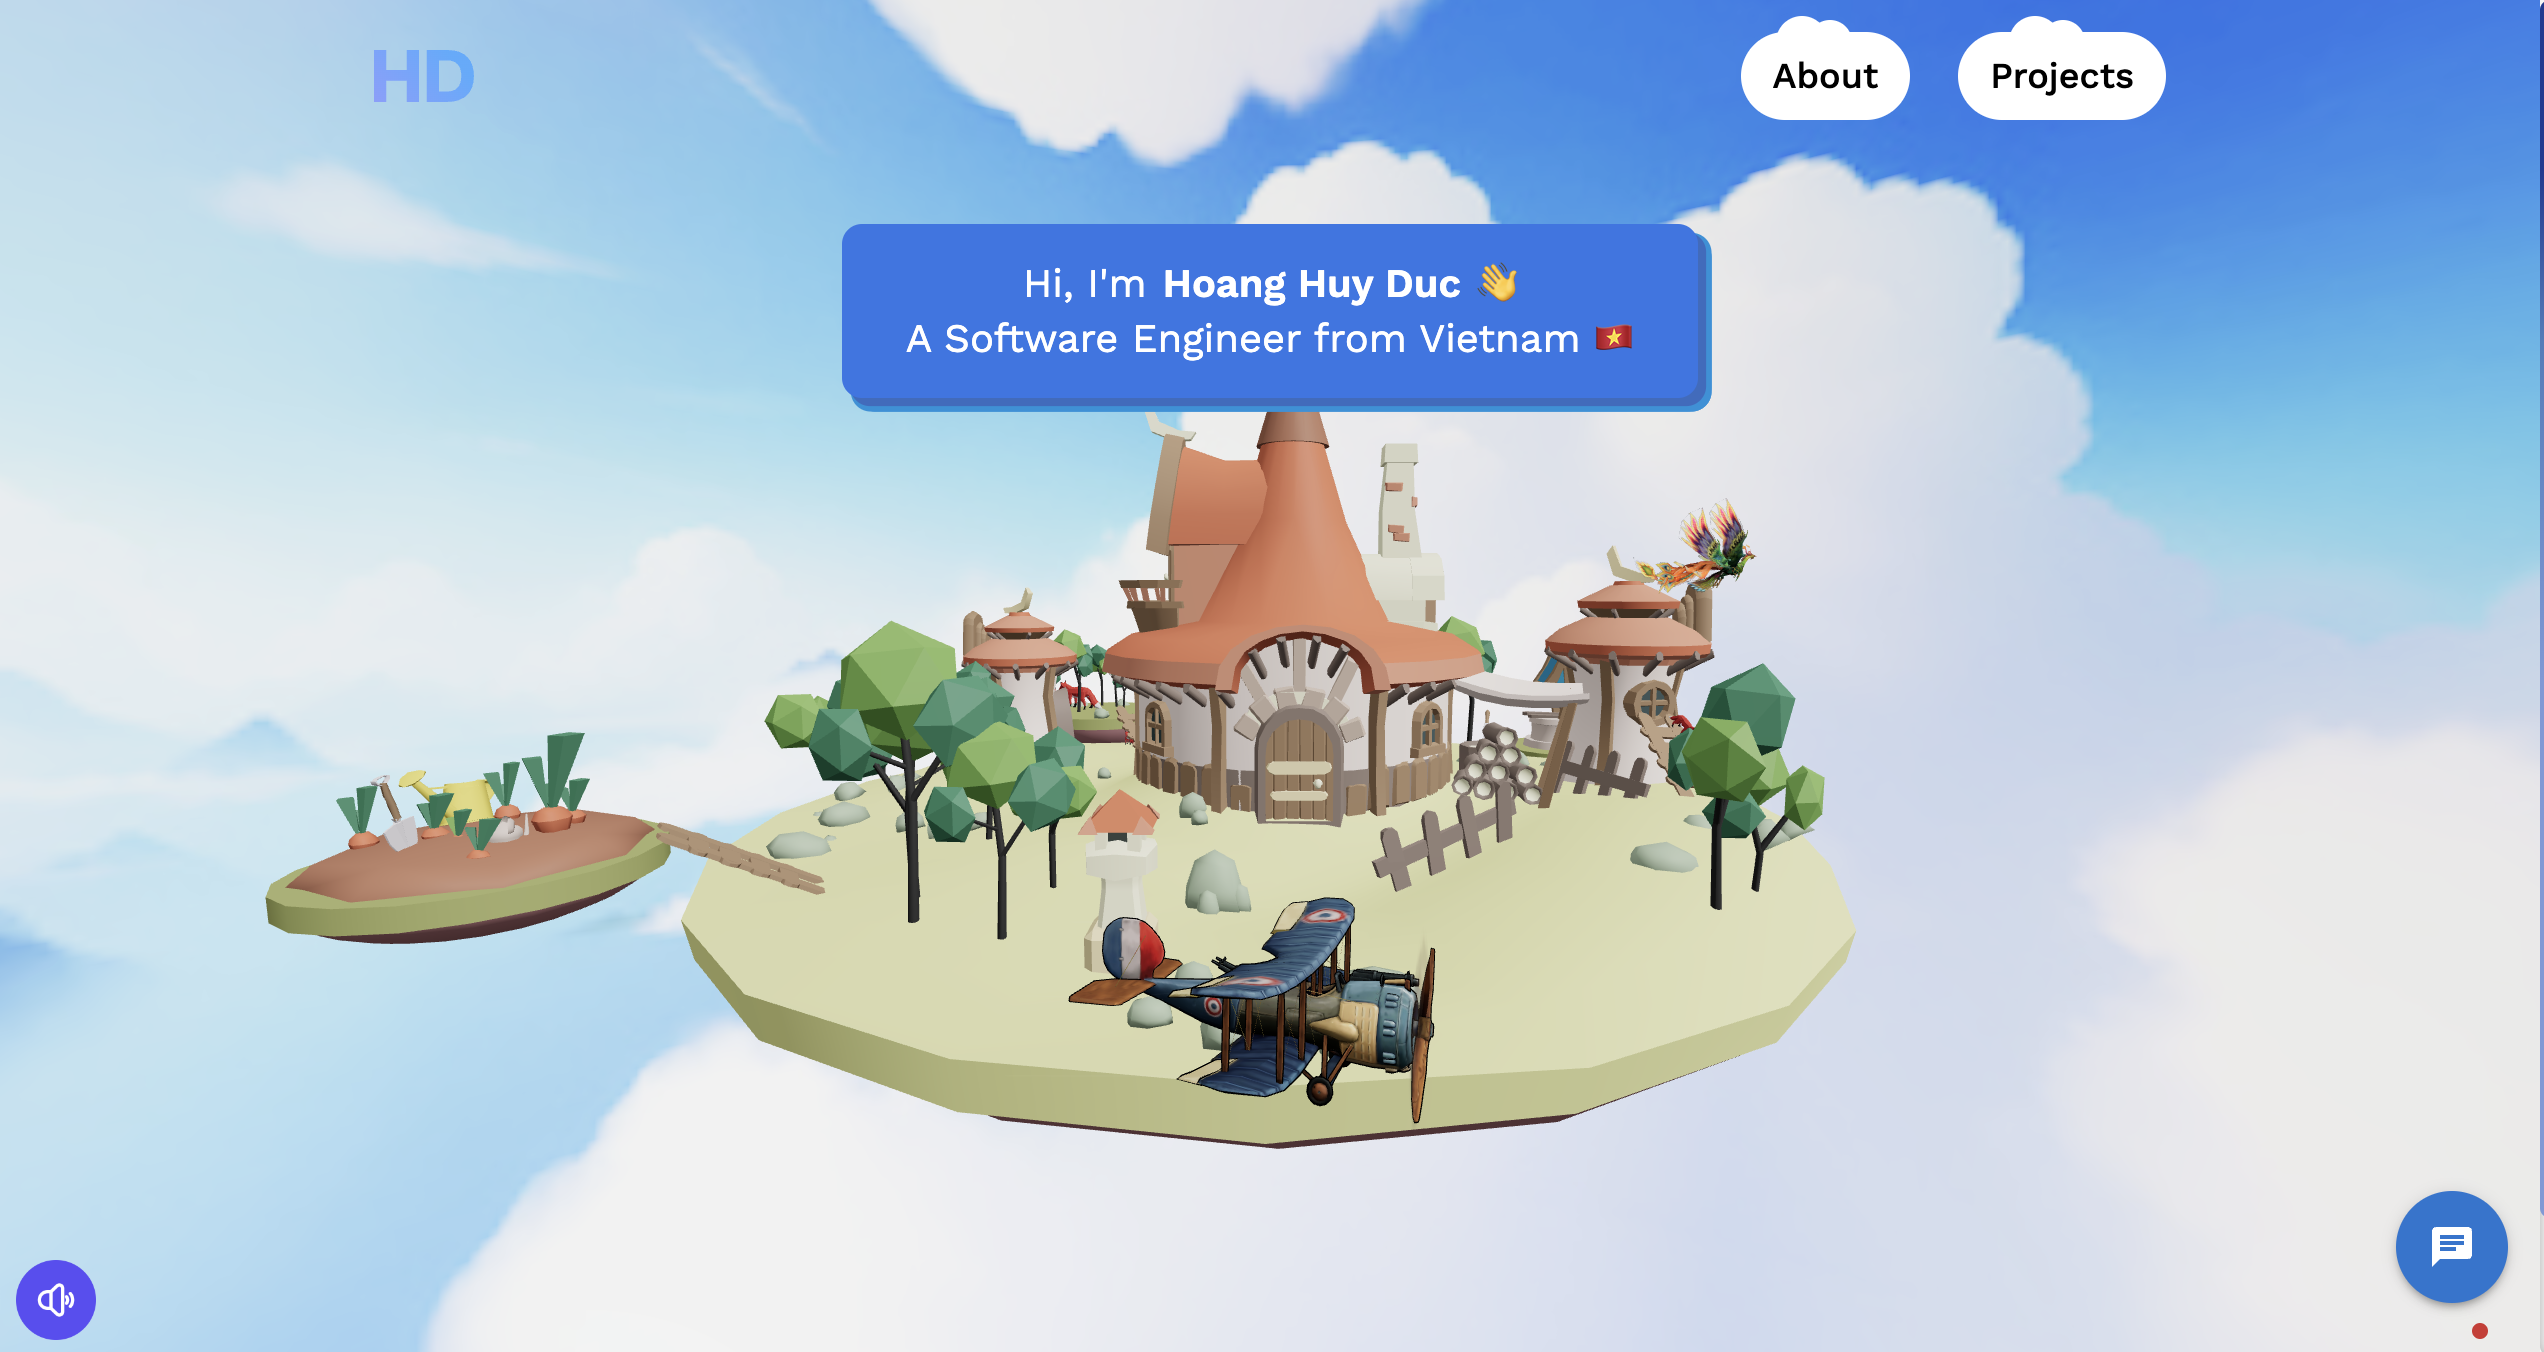 HD
About
Projects
Hi, I'm Hoang Huy Duc 👋
A Software Engineer from Vietnam 🇻🇳